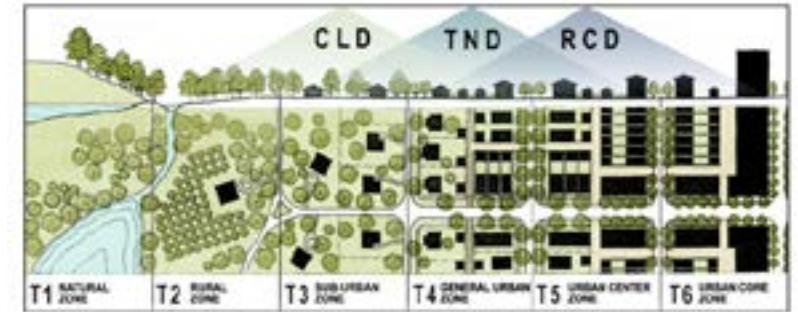 CLD TND RCD
T1 NATURAL ZONE
T2 RURAL ZONE
T3 SUB-URBAN ZONE
T4 GENERAL URBAN ZONE
T5 URBAN CENTER ZONE
T6 URBAN CORE ZONE